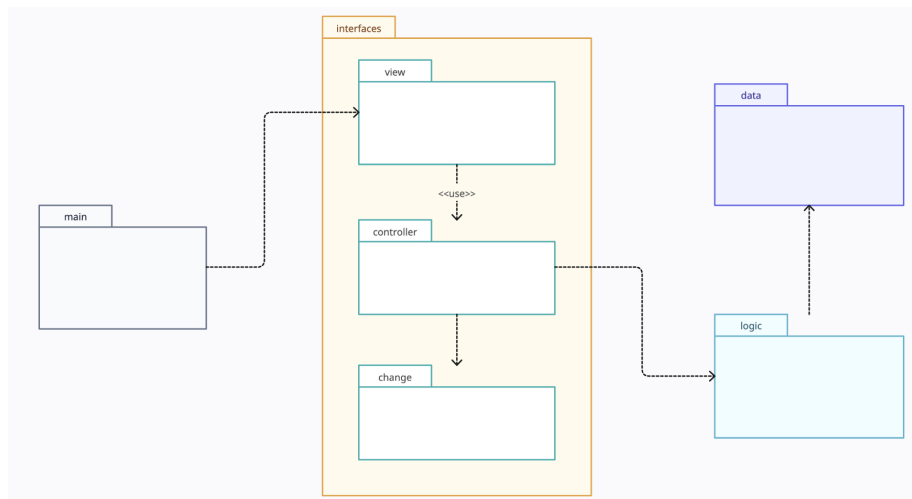 interfaces
view
data
<<use>>
main
controller
logic
change